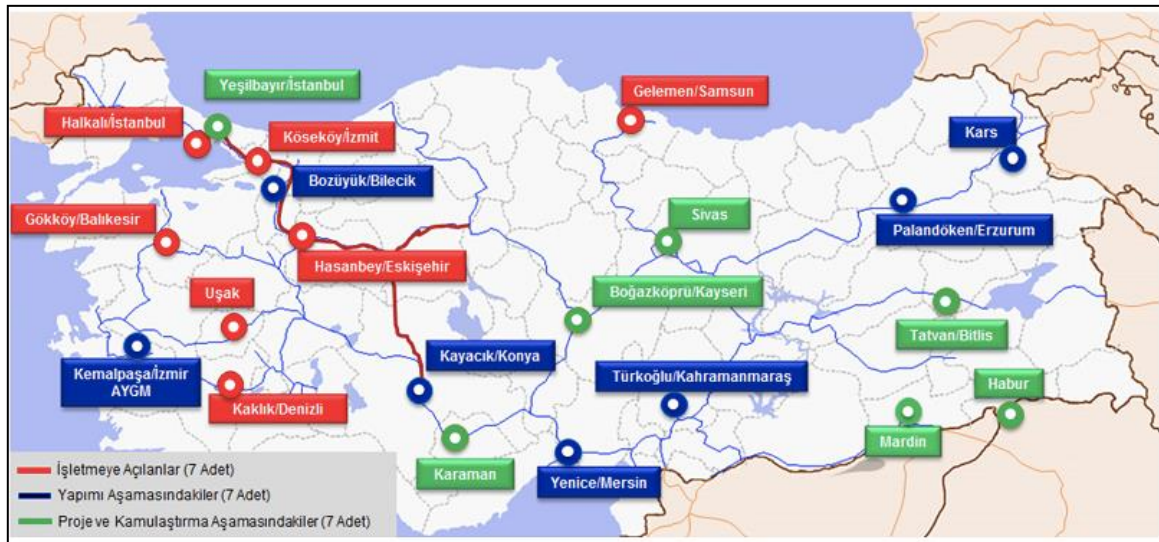 Yeşilbayır/İstanbul
Gelemen/Samsun
Halkalı/İstanbul
Köseköy/İzmit
Kars
Bozüyük/Bilecik
Gökköy/Balıkesir
Sivas
Palandöken/Erzurum
Hasanbey/Eskişehir
Uşak
Boğazköprü/Kayseri
Tatvan/Bitlis
Kemalpaşa/İzmir
AYGM
Kayacık/Konya
Türkoğlu/Kahramanmaraş
Habur
Kaklık/Denizli
Mardin
Karaman
Yenice/Mersin
İşletmeye Açılanlar (7 Adet)
Yapımı Aşamasındakiler (7 Adet)
Proje ve Kamulaştırma Aşamasındakiler (7 Adet)